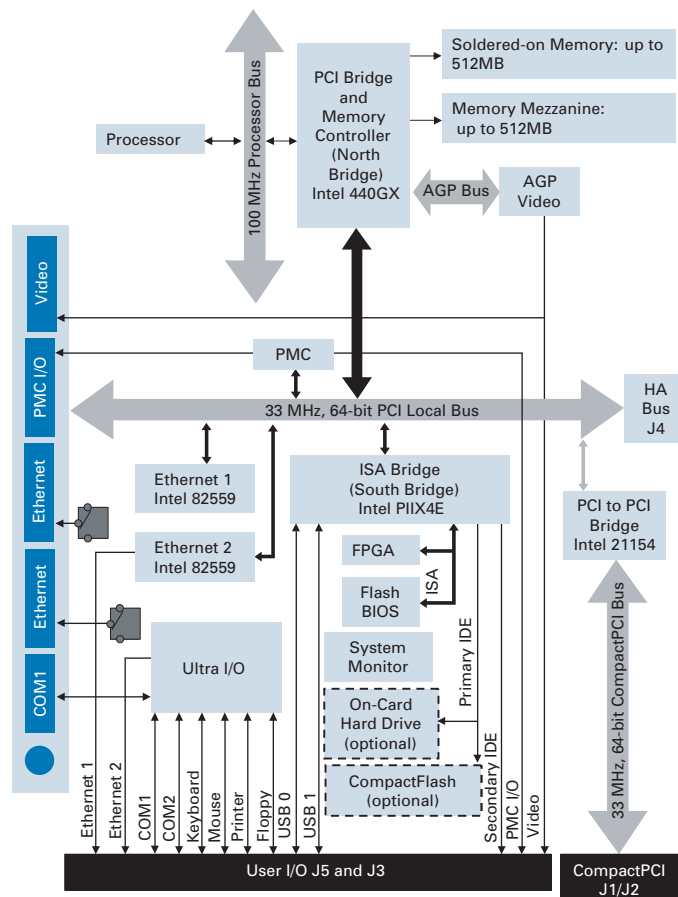 Soldered-on Memory: up to
512MB
PCI Bridge
and
Memory
Controller
(North
Bridge)
Intel 440GX
Memory Mezzanine:
up to 512MB
Processor
100 MHz Processor Bus
AGP Bus
AGP
Video
Video
PMC I/O
Ethernet
Ethernet
COM1
PMC
33 MHz, 64-bit PCI Local Bus
HA
Bus
J4
Ethernet 1
Intel 82559
ISA Bridge
(South Bridge)
Intel PIIX4E
PCI to PCI
Bridge
Intel 21154
Ethernet 2
Intel 82559
FPGA
ISA
Flash
BIOS
Ultra I/O
System
Monitor
Primary IDE
On-Card
Hard Drive
(optional)
CompactFlash
(optional)
33 MHz, 64-bit CompactPCI Bus
Ethernet 1
Ethernet 2
COM1
COM2
Keyboard
Mouse
Printer
Floppy
USB 0
USB 1
Secondary IDE
PMC I/O
Video
User I/O J5 and J3
CompactPCI
J1/J2